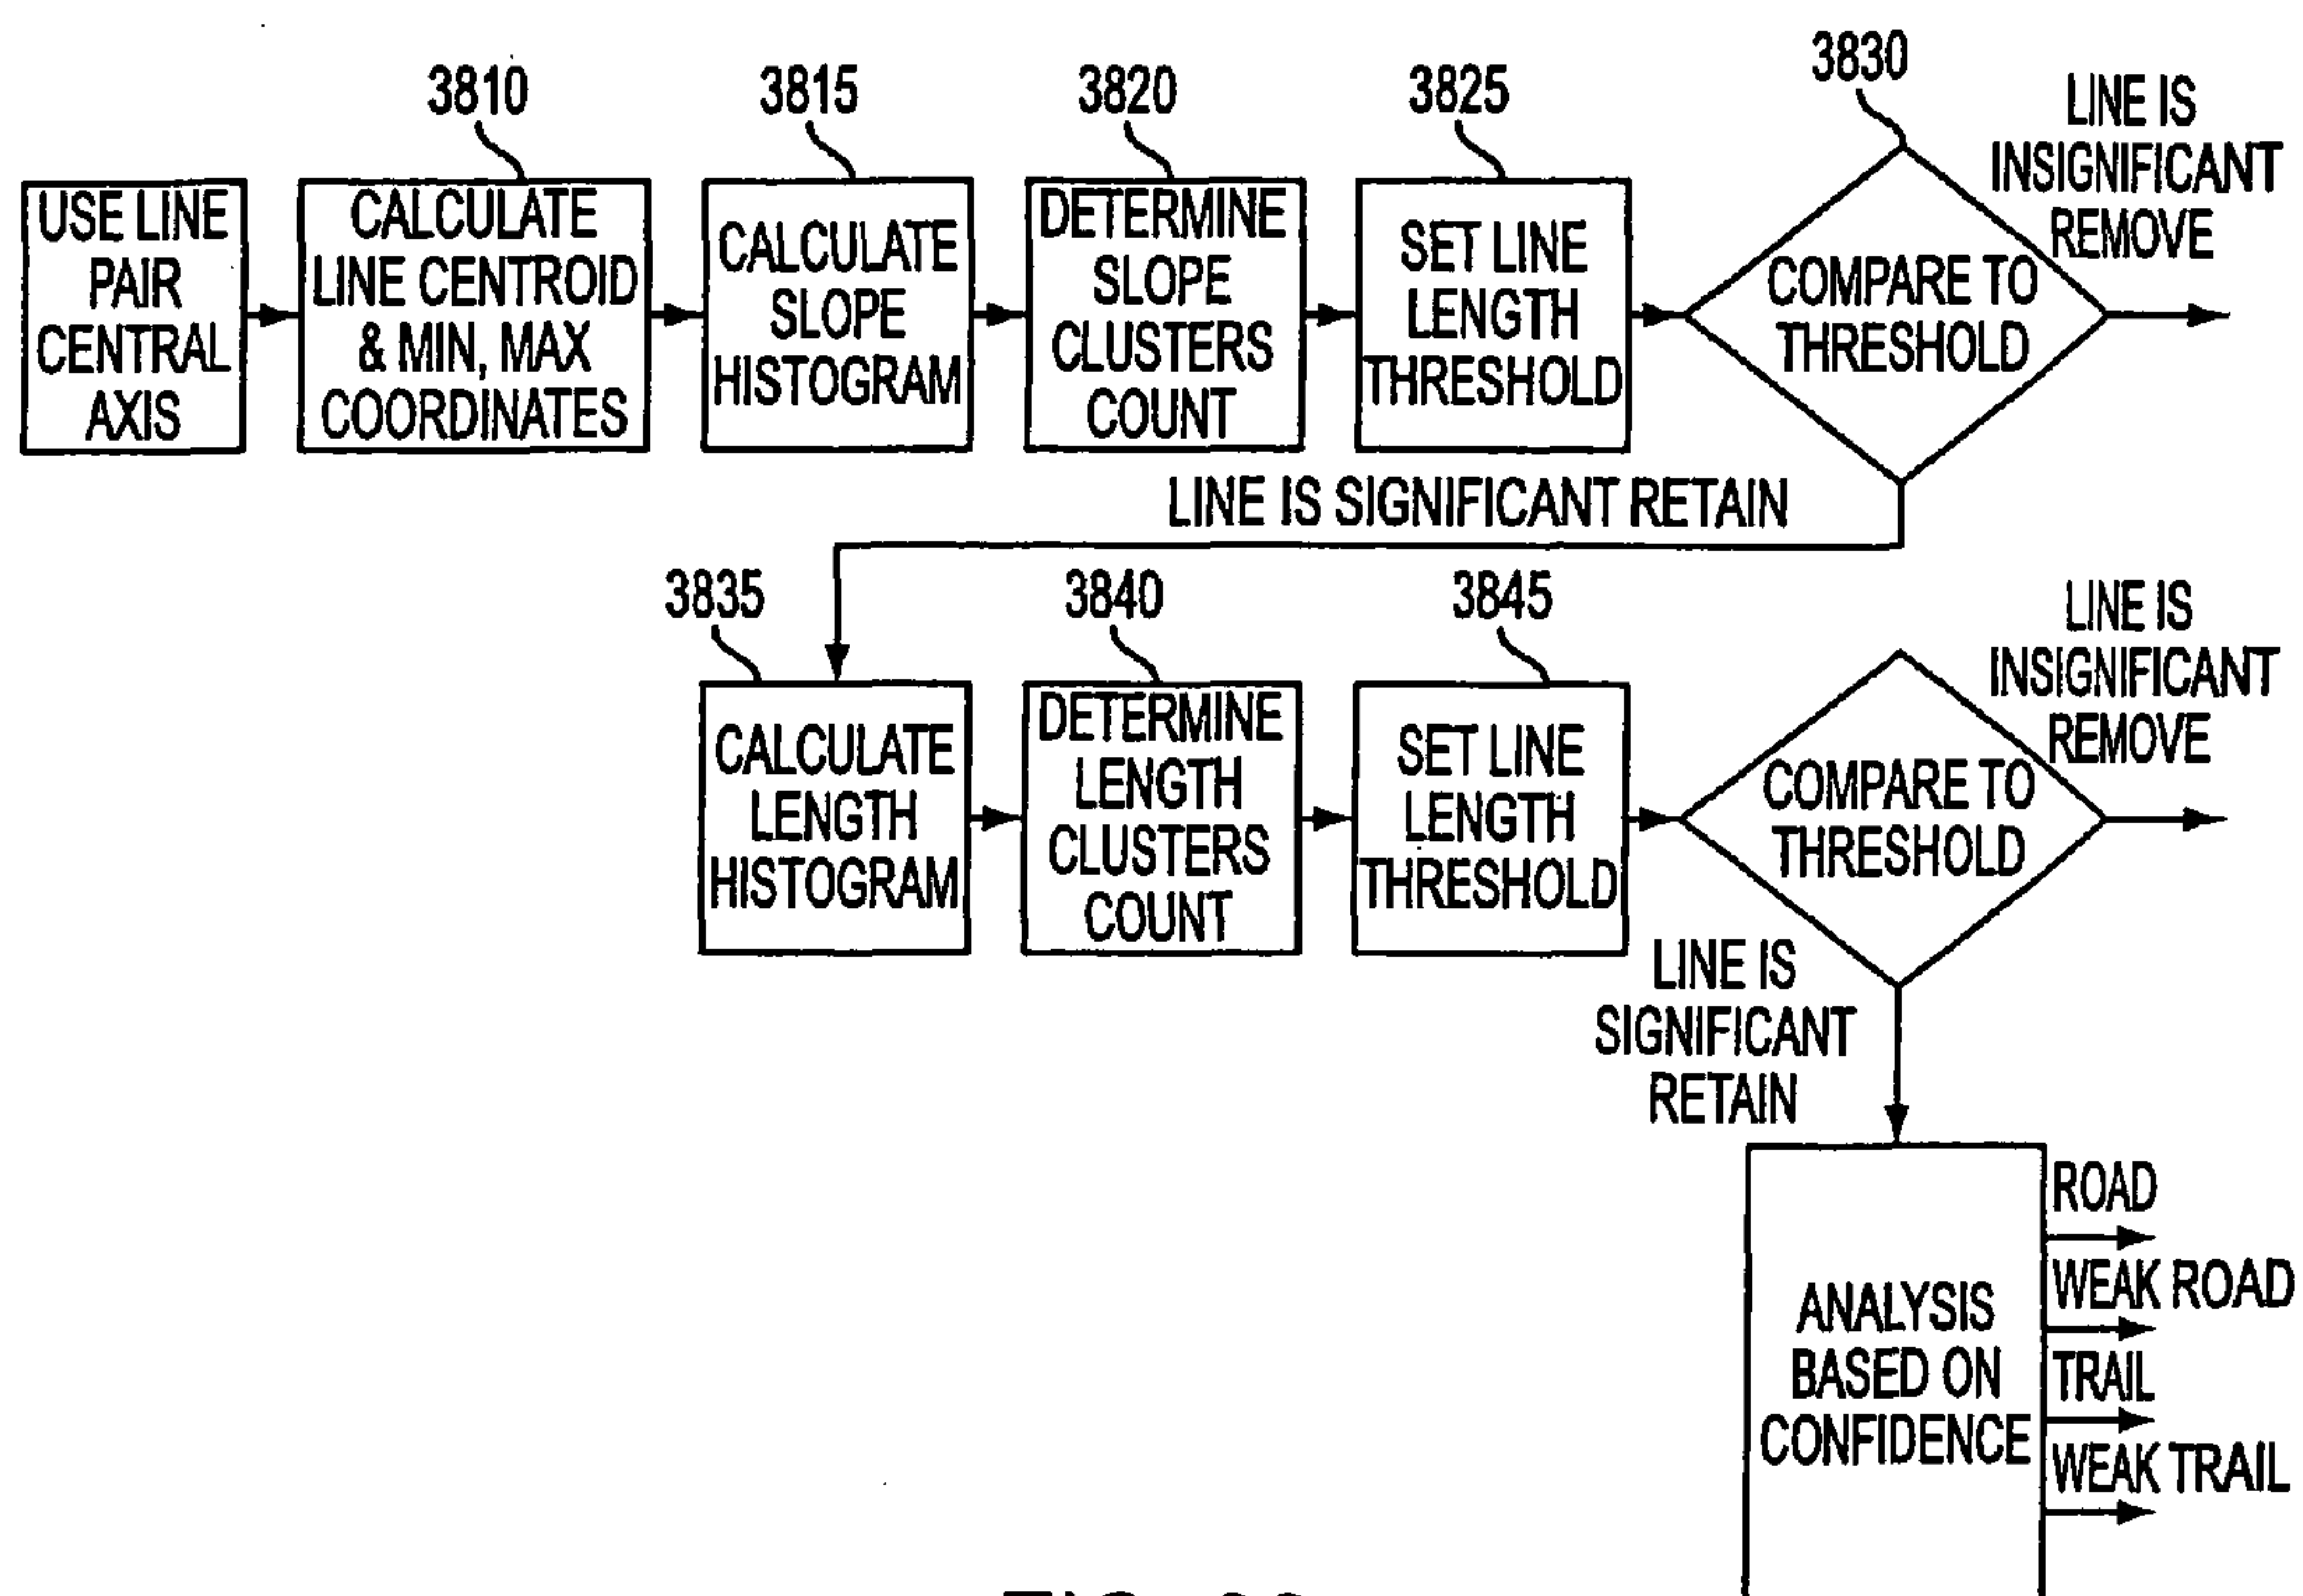 3810
3815
3820
3825
3830
USE LINE
PAIR
CENTRAL
AXIS
CALCULATE
LINE CENTROID
& MIN, MAX
COORDINATES
CALCULATE
SLOPE
HISTOGRAM
DETERMINE
SLOPE
CLUSTERS
COUNT
SET LINE
LENGTH
THRESHOLD
COMPARE TO
THRESHOLD
LINE IS
INSIGNIFICANT
REMOVE
LINE IS SIGNIFICANT RETAIN
3835
3840
3845
CALCULATE
LENGTH
HISTOGRAM
DETERMINE
LENGTH
CLUSTERS
COUNT
SET LINE
LENGTH
THRESHOLD
COMPARE TO
THRESHOLD
LINE IS
INSIGNIFICANT
REMOVE
LINE IS
SIGNIFICANT
RETAIN
ANALYSIS
BASED ON
CONFIDENCE
ROAD
WEAK ROAD
TRAIL
WEAK TRAIL